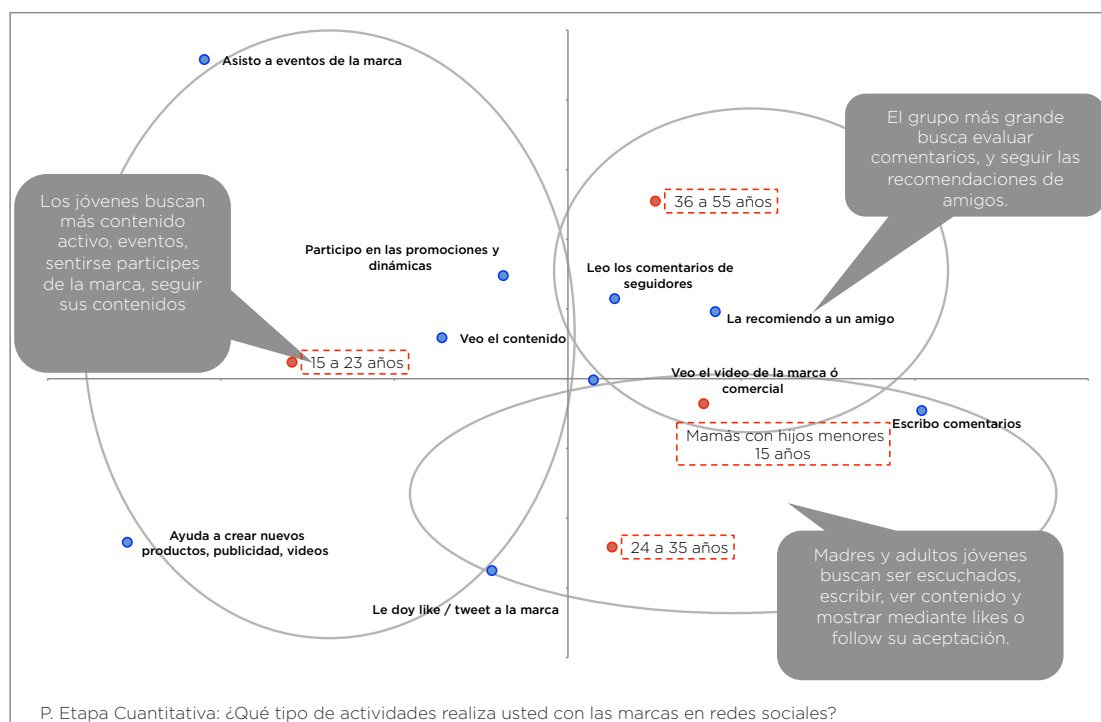 Asisto a eventos de la marca
El grupo más grande
busca evaluar
comentarios, y seguir las
recomendaciones de
amigos.
Los jóvenes buscan
más contenido
activo, eventos,
sentirse participes
de la marca, seguir
sus contenidos
36 a 55 años
Participo en las promociones y
dinámicas
Leo los comentarios de
seguidores
La recomiendo a un amigo
Veo el contenido
15 a 23 años
Veo el video de la marca ó
comercial
Escribo comentarios
Mamás con hijos menores
15 años
Ayuda a crear nuevos
productos, publicidad, videos
24 a 35 años
Madres y adultos jóvenes
buscan ser escuchados,
escribir, ver contenido y
mostrar mediante likes o
follow su aceptación.
Le doy like / tweet a la marca
P. Etapa Cuantitativa: ¿Qué tipo de actividades realiza usted con las marcas en redes sociales?